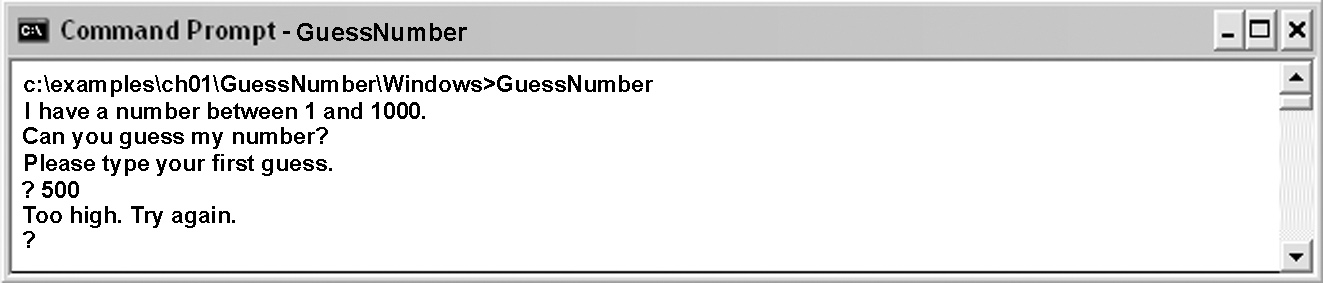 Command Prompt - GuessNumber
c:\examples\ch01\GuessNumber\Windows>GuessNumber
I have a number between 1 and 1000.
Can you guess my number?
Please type your first guess.
? 500
Too high. Try again.
?